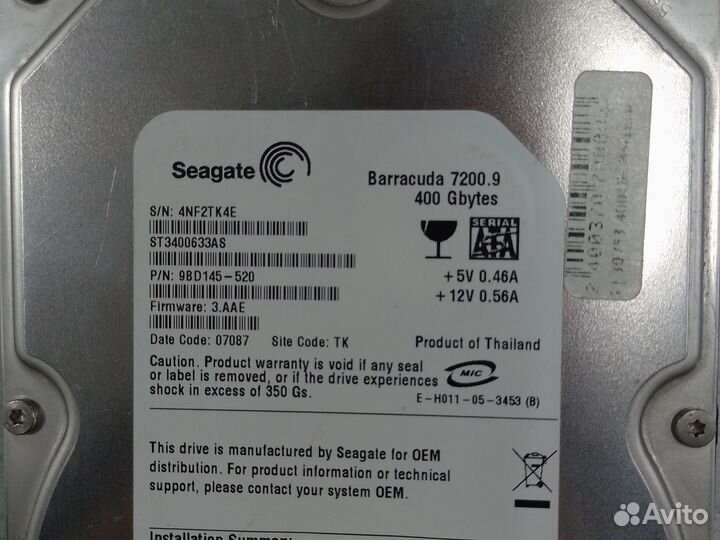 Seagate
Barracuda 7200.9
400 Gbytes
S/N: 4NF2TK4E
ST3400633AS
P/N: 9BD145-520
Firmware: 3.AAE
SERIAL
ATA
+5V 0.46A
+12V 0.56A
Date Code: 07087 Site Code: TK Product of Thailand
Caution. Product warranty is void if any seal
or label is removed, or if the drive experiences
shock in excess of 350 Gs.
MIC
E-H011-05-3453 (B)
This drive is manufactured by Seagate for OEM
distribution. For product information or technical
support, please contact your system OEM.
Installation
Avito